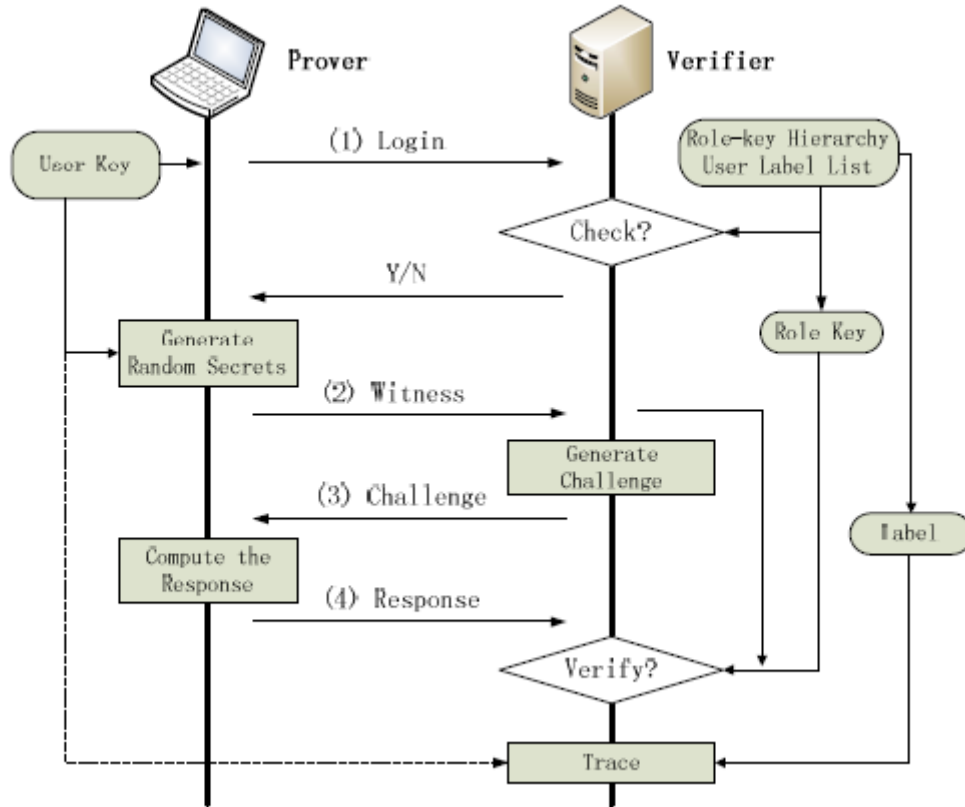 Prover
Verifier
User Key
(1) Login
Role-key Hierarchy
User Label List
Check?
Y/N
Role Key
Generate
Random Secrets
(2) Witness
Generate
Challenge
(3) Challenge
Label
Compute the
Response
(4) Response
Verify?
Trace